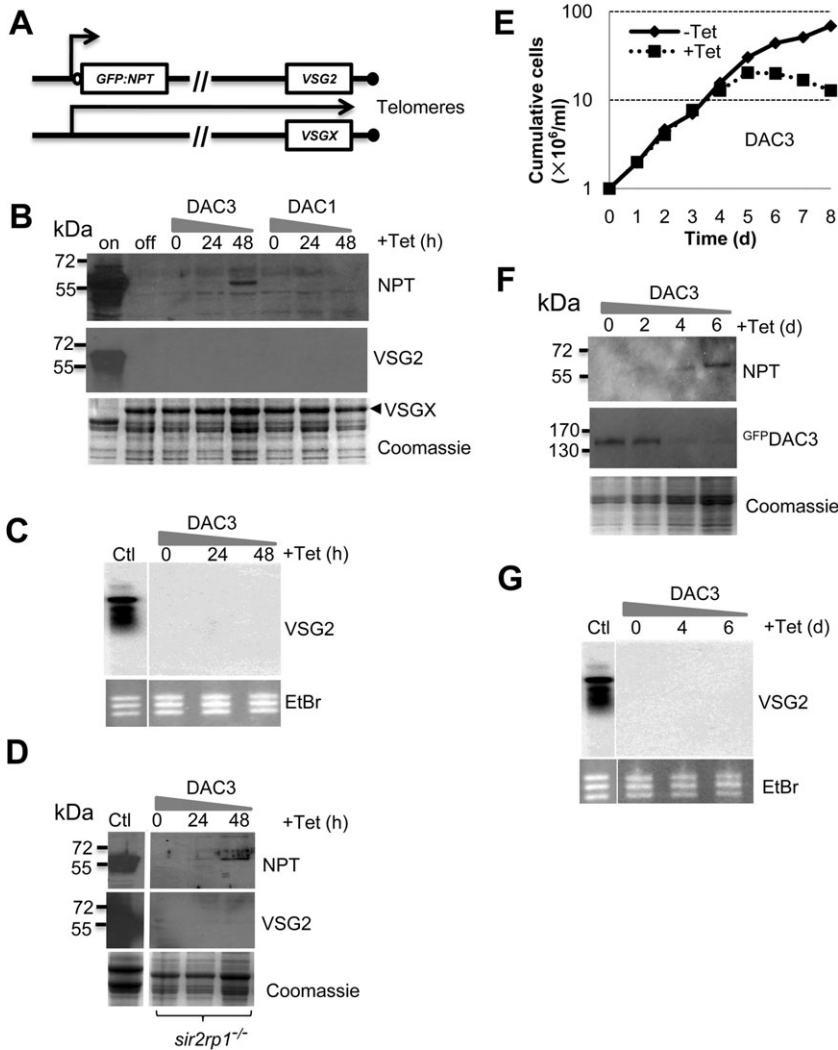 A
GFP:NPT
//
VSG2
Telomeres
//
VSGX
B
DAC3
DAC1
kDa
on
off
0
24
48
0
24
48
+Tet (h)
72
55
NPT
72
55
VSG2
VSGX
Coomassie
C
DAC3
Ctl
0
24
48
+Tet (h)
VSG2
EtBr
D
DAC3
kDa
Ctl
0
24
48
+Tet (h)
72
55
NPT
72
55
VSG2
Coomassie
sir2rp1-/-
E
Cumulative cells
(×10⁶/ml)
100
10
1
-Tet
+Tet
DAC3
0 1 2 3 4 5 6 7 8
Time (d)
F
DAC3
kDa
0
2
4
6
+Tet (d)
72
55
NPT
170
130
GFPDAC3
Coomassie
G
DAC3
Ctl
0
4
6
+Tet (d)
VSG2
EtBr